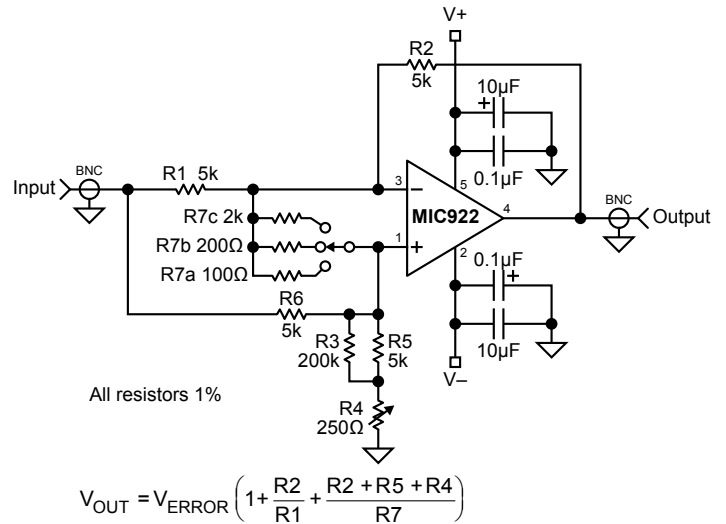 V+
R2
5k
10µF
+
BNC
R1 5k
0.1µF
Input
3
−
5
BNC
R7c 2k
MIC922
4
Output
R7b 200Ω
1
+
2
R7a 100Ω
0.1µF
+
R6
5k
R3
200k
R5
5k
10µF
V–
All resistors 1%
R4
250Ω
V_OUT = V_ERROR (1 + R2/R1 + (R2 + R5 + R4)/R7)